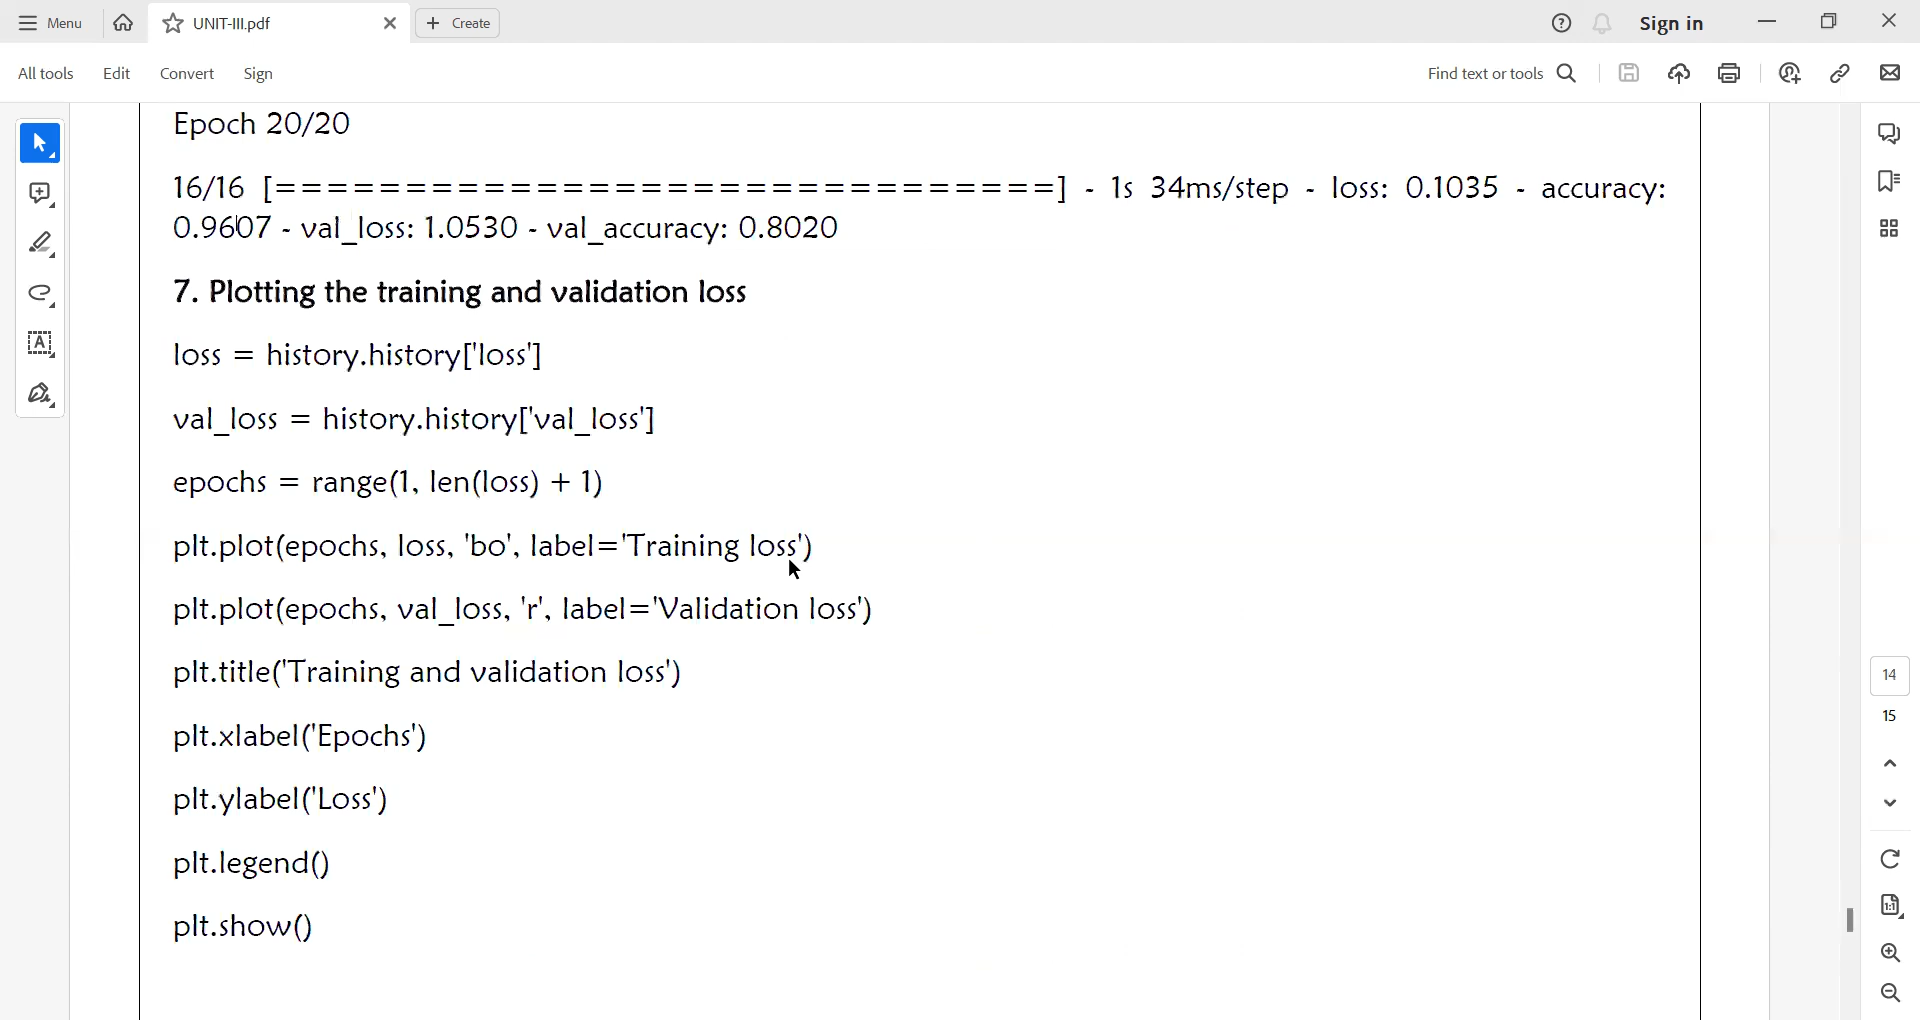 Menu
UNIT-III.pdf
Create
Sign in
All tools
Edit
Convert
Sign
Find text or tools
Epoch 20/20
16/16 [==============================] - 1s 34ms/step - loss: 0.1035 - accuracy:
0.9607 - val_loss: 1.0530 - val_accuracy: 0.8020
7. Plotting the training and validation loss
loss = history.history['loss']
val_loss = history.history['val_loss']
epochs = range(1, len(loss) + 1)
plt.plot(epochs, loss, 'bo', label='Training loss')
plt.plot(epochs, val_loss, 'r', label='Validation loss')
plt.title('Training and validation loss')
plt.xlabel('Epochs')
plt.ylabel('Loss')
plt.legend()
plt.show()
14
15